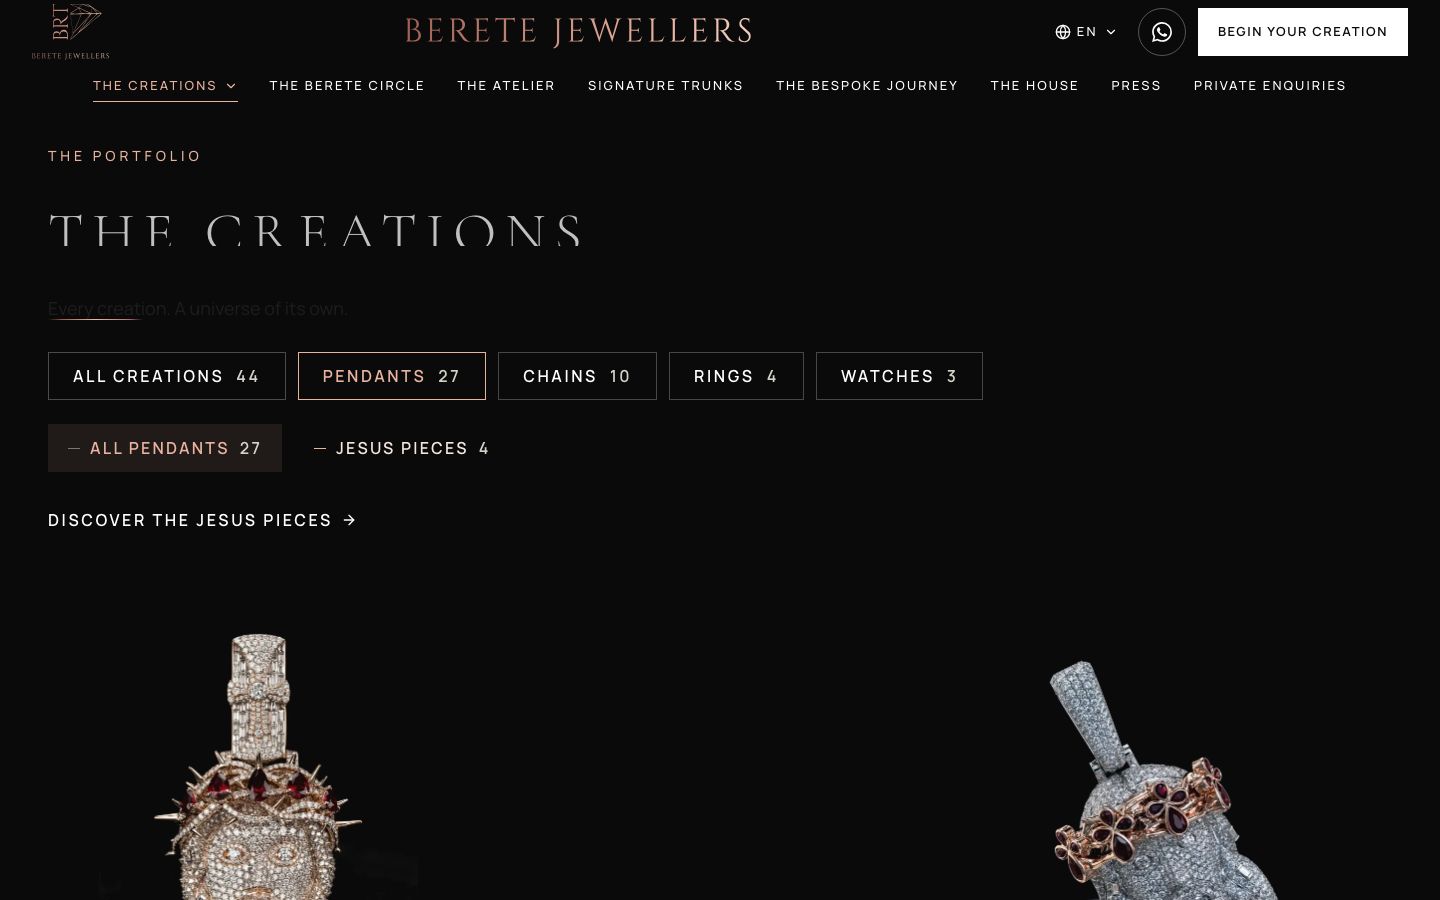 BRT
BERETE JEWELLERS
BERETE JEWELLERS
EN
BEGIN YOUR CREATION
THE CREATIONS
THE BERETE CIRCLE
THE ATELIER
SIGNATURE TRUNKS
THE BESPOKE JOURNEY
THE HOUSE
PRESS
PRIVATE ENQUIRIES
THE PORTFOLIO
THE CREATIONS
Every creation. A universe of its own.
ALL CREATIONS 44
PENDANTS 27
CHAINS 10
RINGS 4
WATCHES 3
ALL PENDANTS 27
JESUS PIECES 4
DISCOVER THE JESUS PIECES